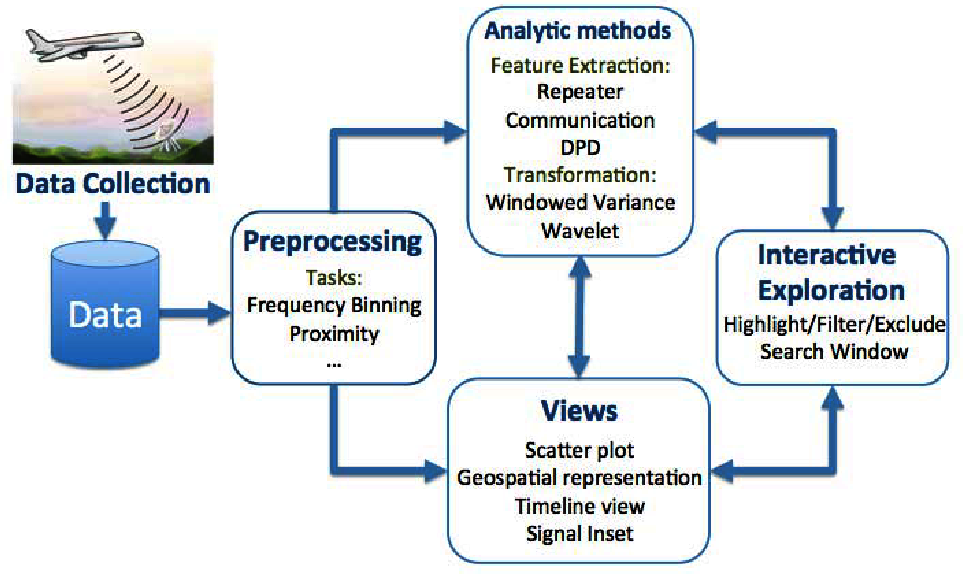 Data Collection
Data
Preprocessing
Tasks:
Frequency Binning
Proximity
...
Analytic methods
Feature Extraction:
Repeater
Communication
DPD
Transformation:
Windowed Variance
Wavelet
Views
Scatter plot
Geospatial representation
Timeline view
Signal Inset
Interactive
Exploration
Highlight/Filter/Exclude
Search Window